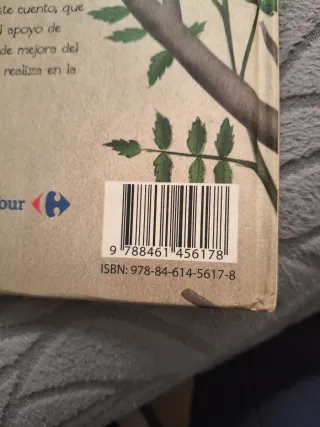 ste cuento, que
apoyo de
de mejora del
realiza en la
our
9 788461 456178
ISBN: 978-84-614-5617-8